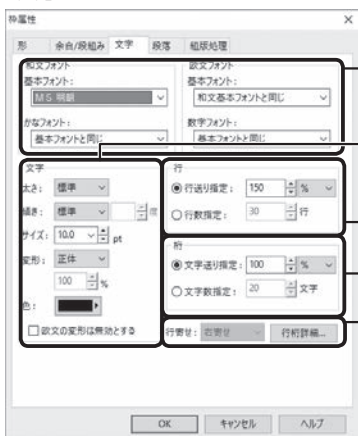 枠属性
形 余白/段組み 文字 段落 組版処理
和文フォント
基本フォント:
ＭＳ 明朝
かなフォント:
基本フォントと同じ
欧文フォント
基本フォント:
和文基本フォントと同じ
数字フォント:
基本フォントと同じ
文字
太さ: 標準
傾き: 標準 度
サイズ: 10.0 pt
変形: 正体
100 %
色:
欧文の変形は無効とする
行
行送り指定: 150 %
行数指定: 30 行
桁
文字送り指定: 100 %
文字数指定: 20 文字
行寄せ: 右寄せ 行桁詳細...
OK キャンセル ヘルプ